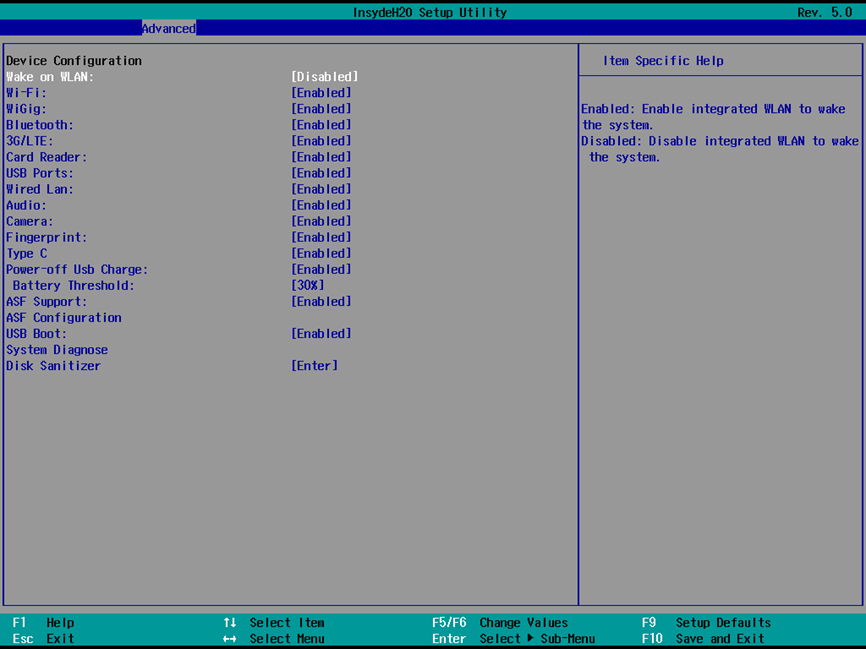 InsydeH20 Setup Utility Rev. 5.0
Advanced
Device Configuration
Wake on WLAN: [Disabled]
Wi-Fi: [Enabled]
WiGig: [Enabled]
Bluetooth: [Enabled]
3G/LTE: [Enabled]
Card Reader: [Enabled]
USB Ports: [Enabled]
Wired Lan: [Enabled]
Audio: [Enabled]
Camera: [Enabled]
Fingerprint: [Enabled]
Type C [Enabled]
Power-off Usb Charge: [Enabled]
Battery Threshold: [30%]
ASF Support: [Enabled]
ASF Configuration
USB Boot: [Enabled]
System Diagnose
Disk Sanitizer [Enter]
Item Specific Help
Enabled: Enable integrated WLAN to wake
the system.
Disabled: Disable integrated WLAN to wake
the system.
F1 Help ↑↓ Select Item F5/F6 Change Values F9 Setup Defaults
Esc Exit ↔ Select Menu Enter Select ▶ Sub-Menu F10 Save and Exit